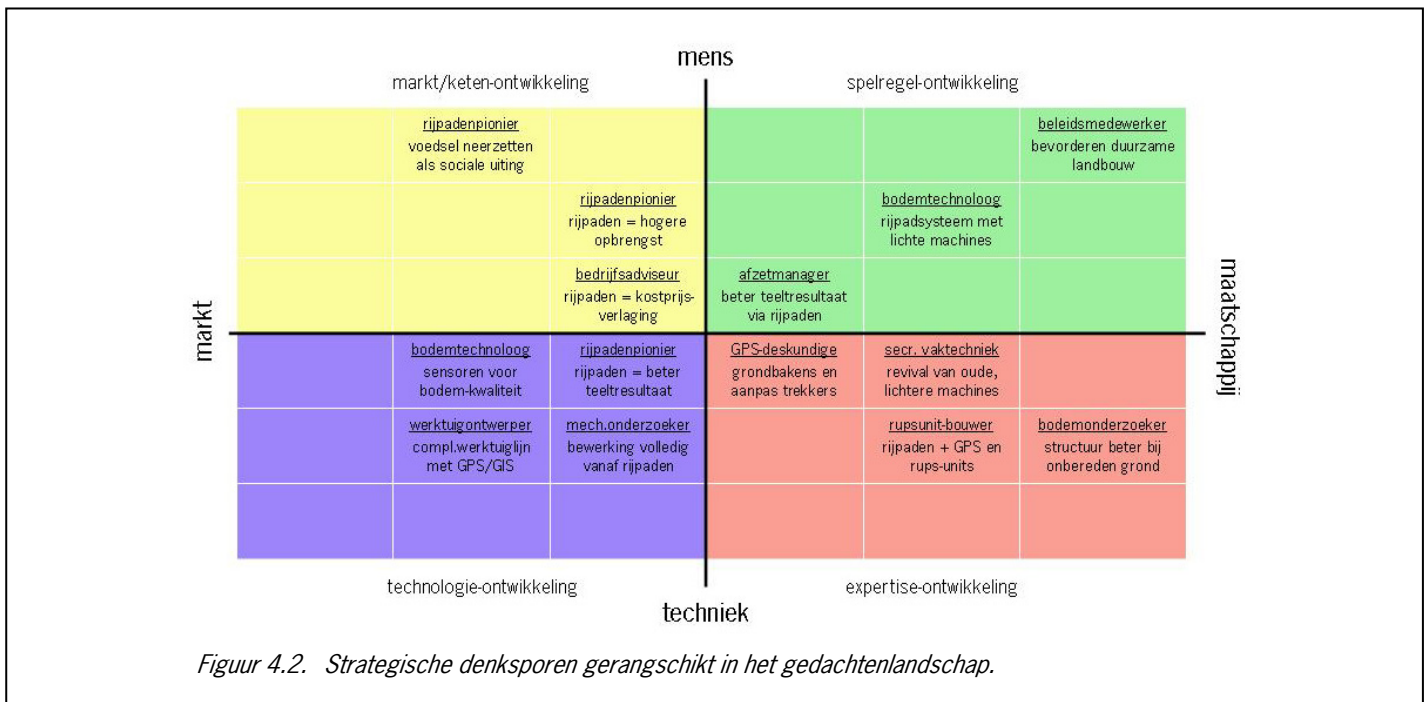 mens
markt/keten-ontwikkeling
spelregel-ontwikkeling
rijpadenpionier
voedsel neerzetten
als sociale uiting
beleidsmedewerker
bevorderen duurzame
landbouw
rijpadenpionier
rijpaden = hogere
opbrengst
bodemtechnoloog
rijpadsysteem met
lichte machines
bedrijfsadviseur
rijpaden = kostprijs-
verlaging
afzetmanager
beter teeltresultaat
via rijpaden
markt
maatschappij
bodemtechnoloog
sensoren voor
bodem-kwaliteit
rijpadenpionier
rijpaden = beter
teeltresultaat
GPS-deskundige
grondbakens en
aanpas trekkers
secr. vaktechniek
revival van oude,
lichtere machines
werktuigontwerper
compl.werktuiglijn
met GPS/GIS
mech.onderzoeker
bewerking volledig
vanaf rijpaden
rupsunit-bouwer
rijpaden + GPS en
rups-units
bodemonderzoeker
structuur beter bij
onbereden grond
technologie-ontwikkeling
expertise-ontwikkeling
techniek
Figuur 4.2. Strategische denksporen gerangschikt in het gedachtenlandschap.